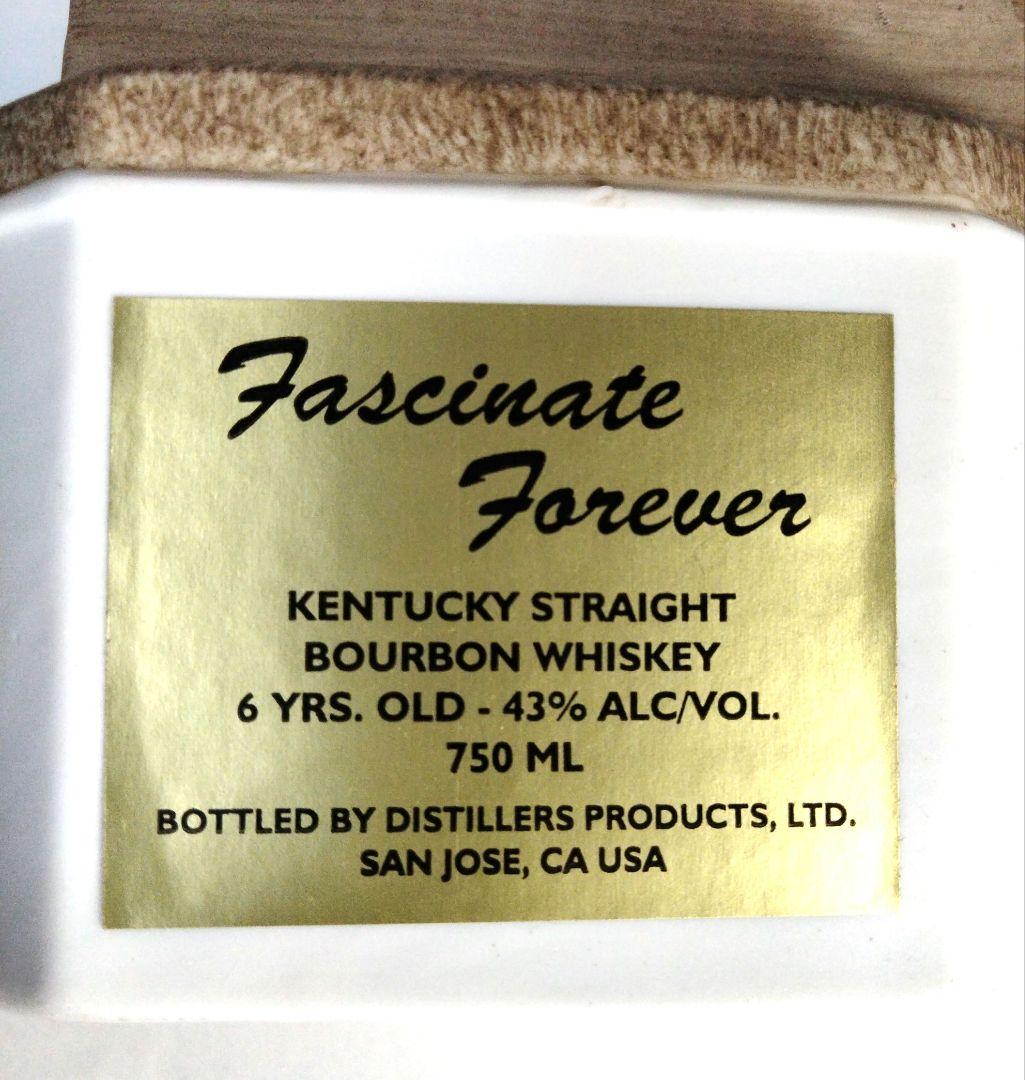 Fascinate
Forever
KENTUCKY STRAIGHT
BOURBON WHISKEY
6 YRS. OLD - 43% ALC/VOL.
750 ML
BOTTLED BY DISTILLERS PRODUCTS, LTD.
SAN JOSE, CA USA